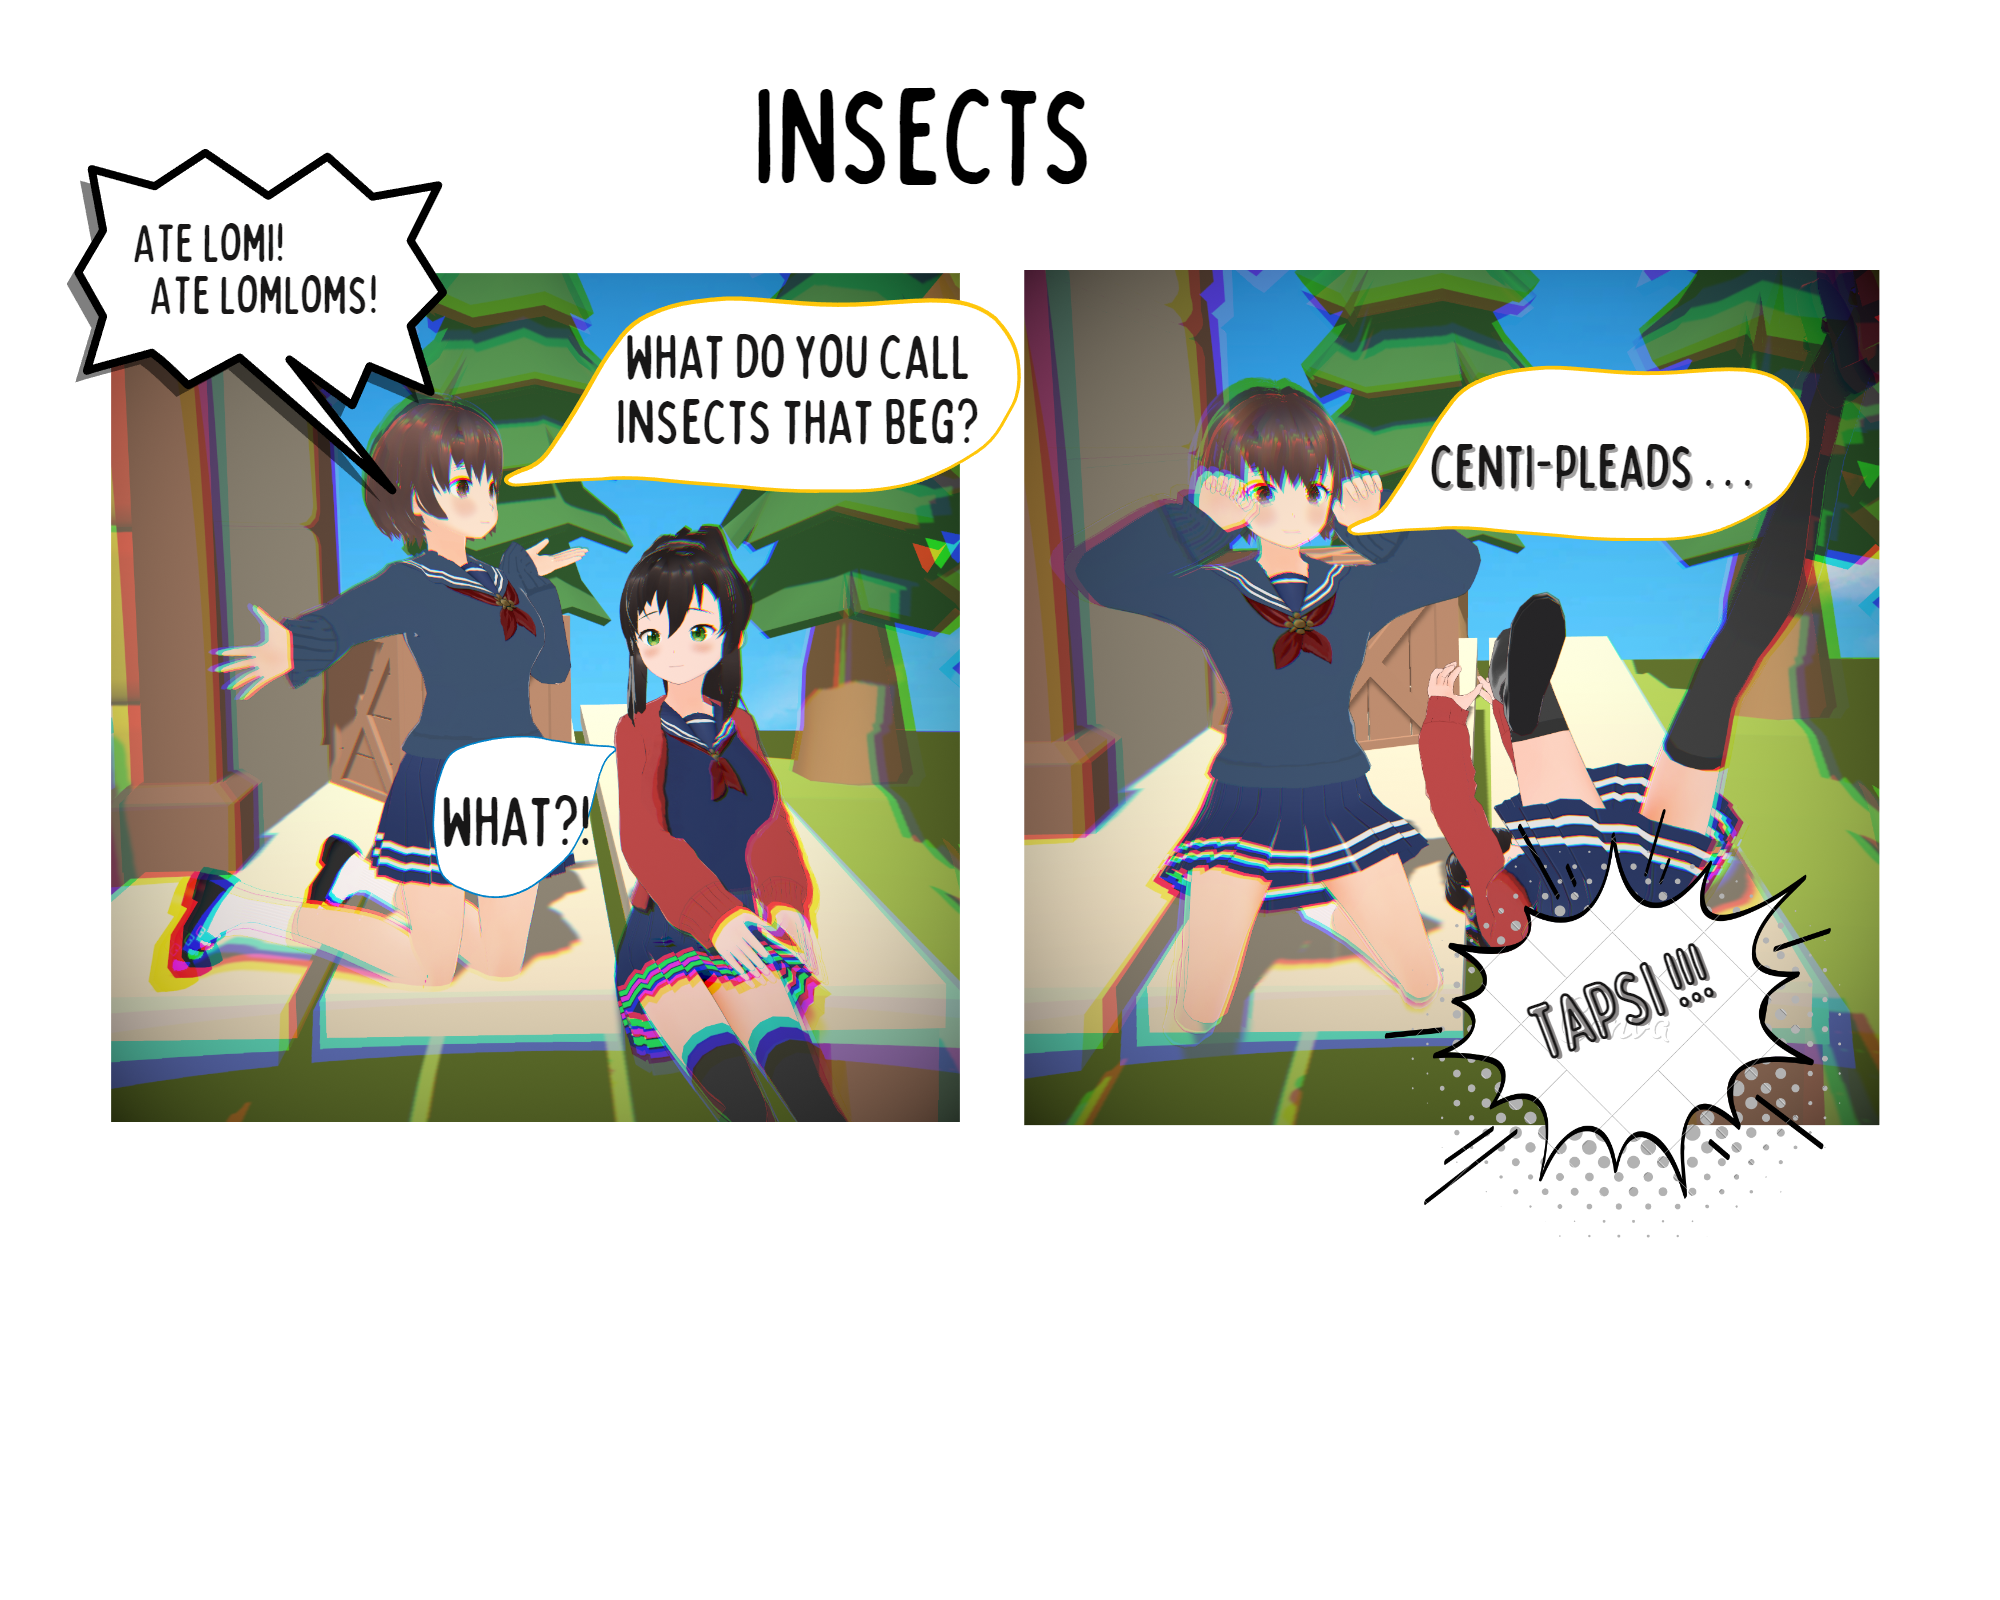 INSECTS
ATE LOMI!
ATE LOMLOMS!
WHAT DO YOU CALL
INSECTS THAT BEG?
WHAT?!
CENTI-PLEADS . . .
TAPSI !!!